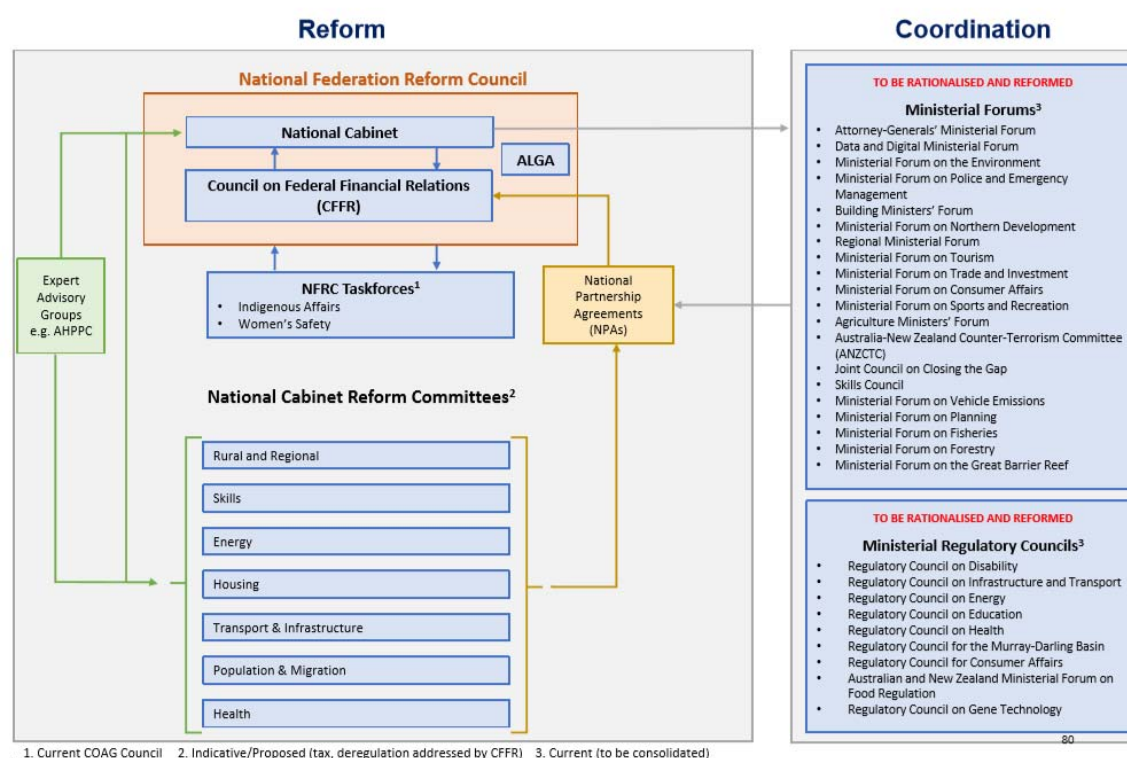 Reform
National Federation Reform Council
National Cabinet
ALGA
Council on Federal Financial Relations
(CFFR)
Expert
Advisory
Groups
e.g. AHPPC
NFRC Taskforces1
• Indigenous Affairs
• Women's Safety
National
Partnership
Agreements
(NPAs)
National Cabinet Reform Committees2
Rural and Regional
Skills
Energy
Housing
Transport & Infrastructure
Population & Migration
Health
Coordination
TO BE RATIONALISED AND REFORMED
Ministerial Forums3
• Attorney-Generals' Ministerial Forum
• Data and Digital Ministerial Forum
• Ministerial Forum on the Environment
• Ministerial Forum on Police and Emergency
Management
• Building Ministers' Forum
• Ministerial Forum on Northern Development
• Regional Ministerial Forum
• Ministerial Forum on Tourism
• Ministerial Forum on Trade and Investment
• Ministerial Forum on Consumer Affairs
• Ministerial Forum on Sports and Recreation
• Agriculture Ministers' Forum
• Australia-New Zealand Counter-Terrorism Committee
(ANZCTC)
• Joint Council on Closing the Gap
• Skills Council
• Ministerial Forum on Vehicle Emissions
• Ministerial Forum on Planning
• Ministerial Forum on Fisheries
• Ministerial Forum on Forestry
• Ministerial Forum on the Great Barrier Reef
TO BE RATIONALISED AND REFORMED
Ministerial Regulatory Councils3
• Regulatory Council on Disability
• Regulatory Council on Infrastructure and Transport
• Regulatory Council on Energy
• Regulatory Council on Education
• Regulatory Council on Health
• Regulatory Council for the Murray-Darling Basin
• Regulatory Council for Consumer Affairs
• Australian and New Zealand Ministerial Forum on
Food Regulation
• Regulatory Council on Gene Technology
80
1. Current COAG Council 2. Indicative/Proposed (tax, deregulation addressed by CFFR) 3. Current (to be consolidated)